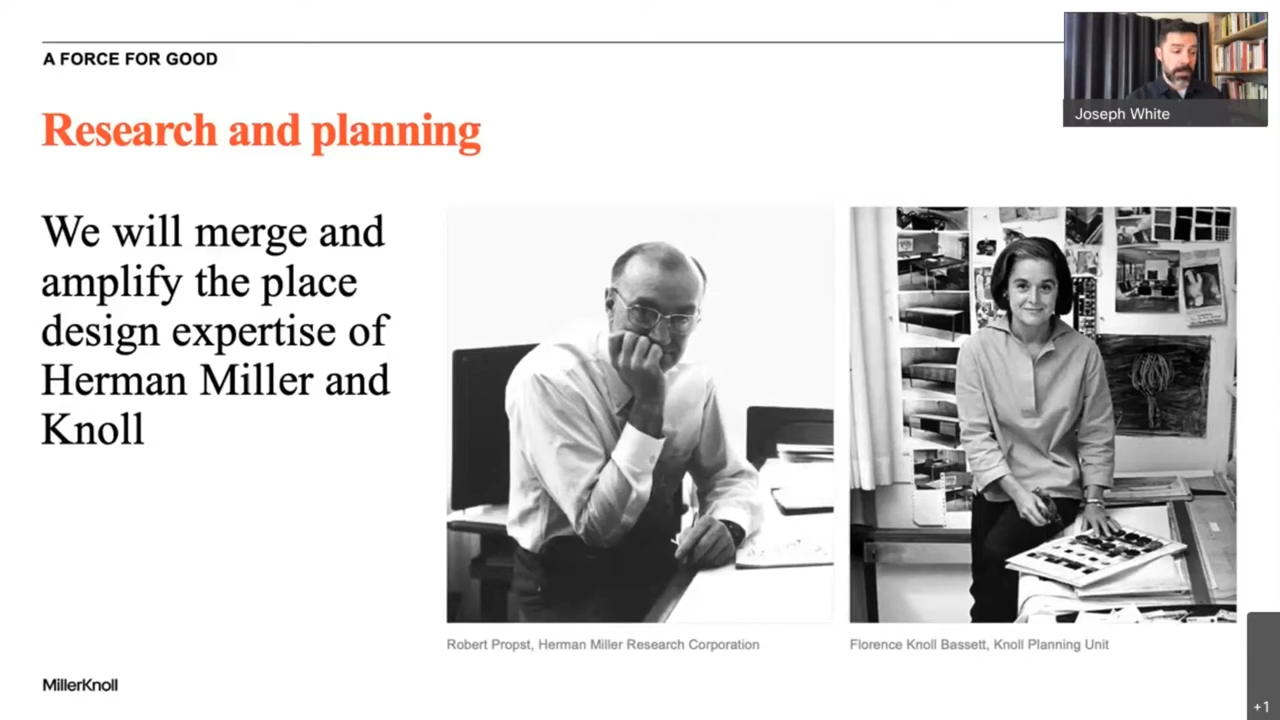 A FORCE FOR GOOD
Joseph White
Research and planning
We will merge and
amplify the place
design expertise of
Herman Miller and
Knoll
Robert Propst, Herman Miller Research Corporation
Florence Knoll Bassett, Knoll Planning Unit
MillerKnoll
+1